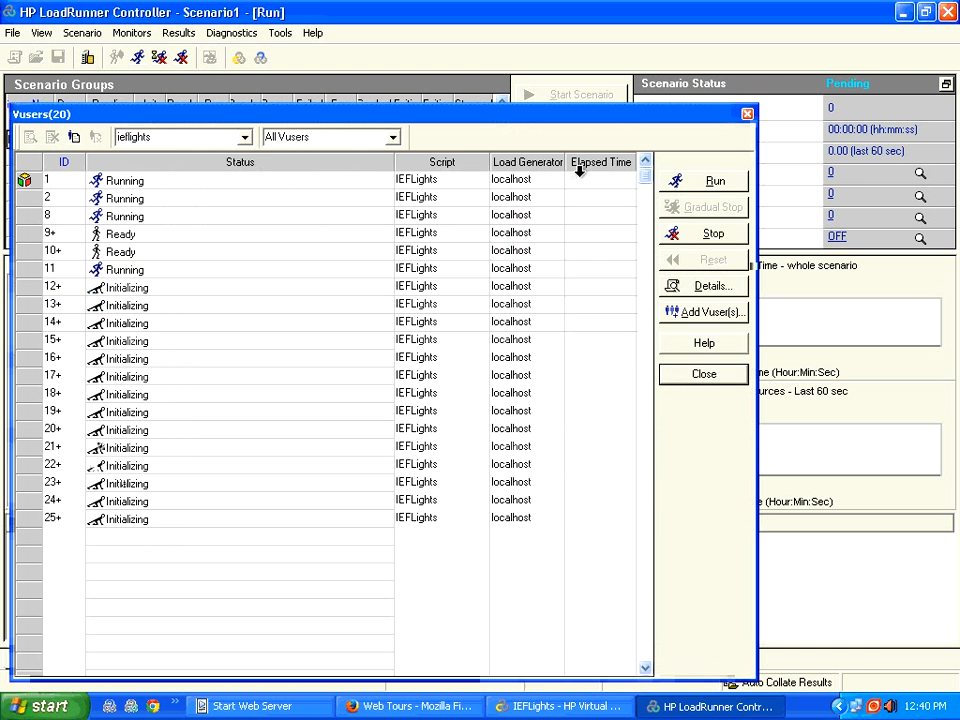 HP LoadRunner Controller - Scenario1 - [Run]
File View Scenario Monitors Results Diagnostics Tools Help
Scenario Groups
Start Scenario
Scenario Status
Pending
Vusers(20)
0
00:00:00 (hh:mm:ss)
0.00 (last 60 sec)
0
0
0
OFF
ieflights
All Vusers
ID Status Script Load Generator Elapsed Time
1 Running IEFLights localhost
2 Running IEFLights localhost
8 Running IEFLights localhost
9+ Ready IEFLights localhost
10+ Ready IEFLights localhost
11 Running IEFLights localhost
12+ Initializing IEFLights localhost
13+ Initializing IEFLights localhost
14+ Initializing IEFLights localhost
15+ Initializing IEFLights localhost
16+ Initializing IEFLights localhost
17+ Initializing IEFLights localhost
18+ Initializing IEFLights localhost
19+ Initializing IEFLights localhost
20+ Initializing IEFLights localhost
21+ Initializing IEFLights localhost
22+ Initializing IEFLights localhost
23+ Initializing IEFLights localhost
24+ Initializing IEFLights localhost
25+ Initializing IEFLights localhost
Run
Gradual Stop
Stop
Reset
Details...
Add Vuser(s)...
Help
Close
Time - whole scenario
me (Hour:Min:Sec)
urces - Last 60 sec
e (Hour:Min:Sec)
Auto Collate Results
start
Start Web Server
Web Tours - Mozilla Fi...
IEFLights - HP Virtual ...
HP LoadRunner Contr...
12:40 PM